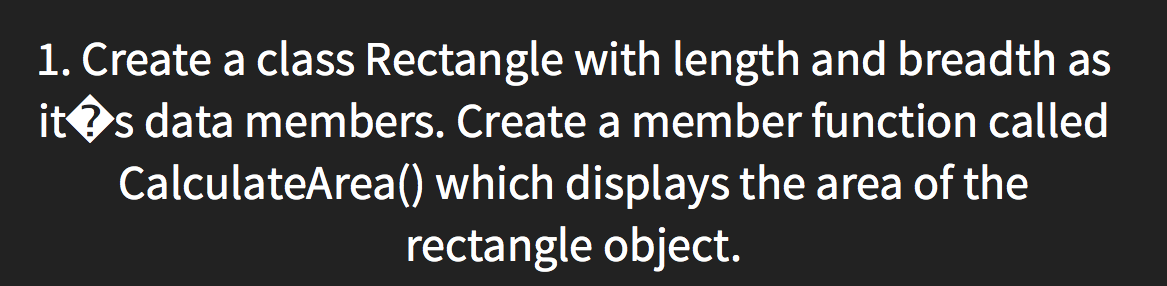 1. Create a class Rectangle with length and breadth as
it�s data members. Create a member function called
CalculateArea() which displays the area of the
rectangle object.